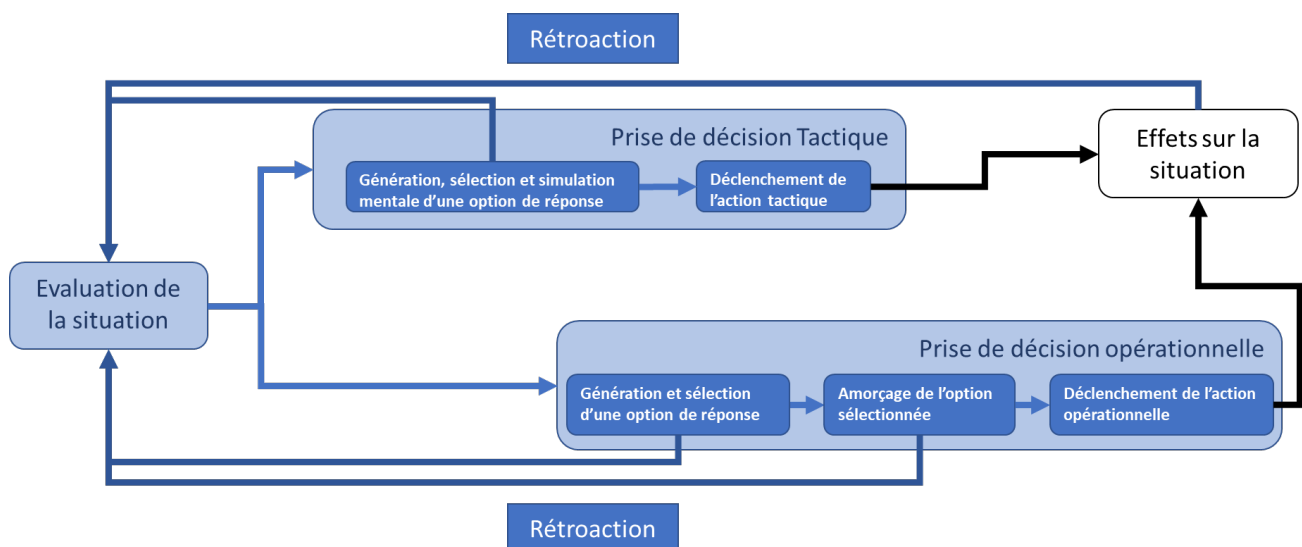 Rétroaction
Prise de décision Tactique
Génération, sélection et simulation
mentale d’une option de réponse
Déclenchement de
l’action tactique
Effets sur la
situation
Evaluation de
la situation
Prise de décision opérationnelle
Génération et sélection
d’une option de réponse
Amorçage de l’option
sélectionnée
Déclenchement de l’action
opérationnelle
Rétroaction